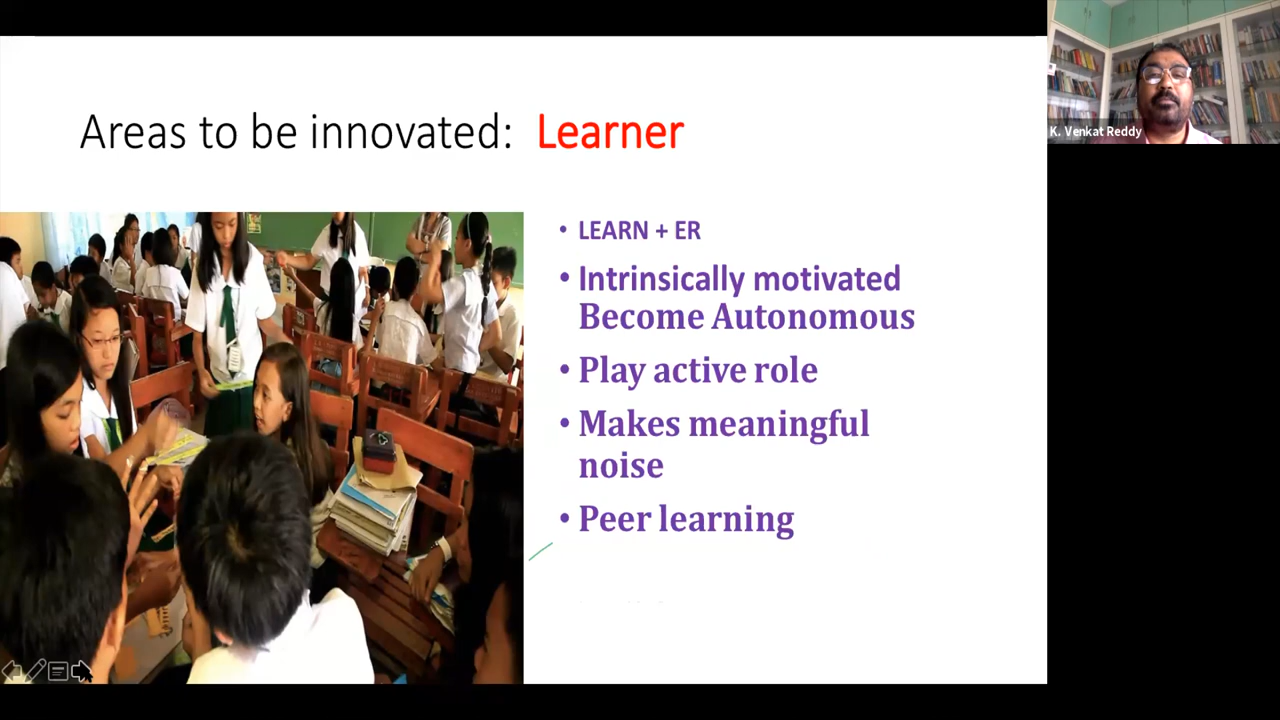 Areas to be innovated: Learner
• LEARN + ER
• Intrinsically motivated
Become Autonomous
• Play active role
• Makes meaningful
noise
• Peer learning
K. Venkat Reddy